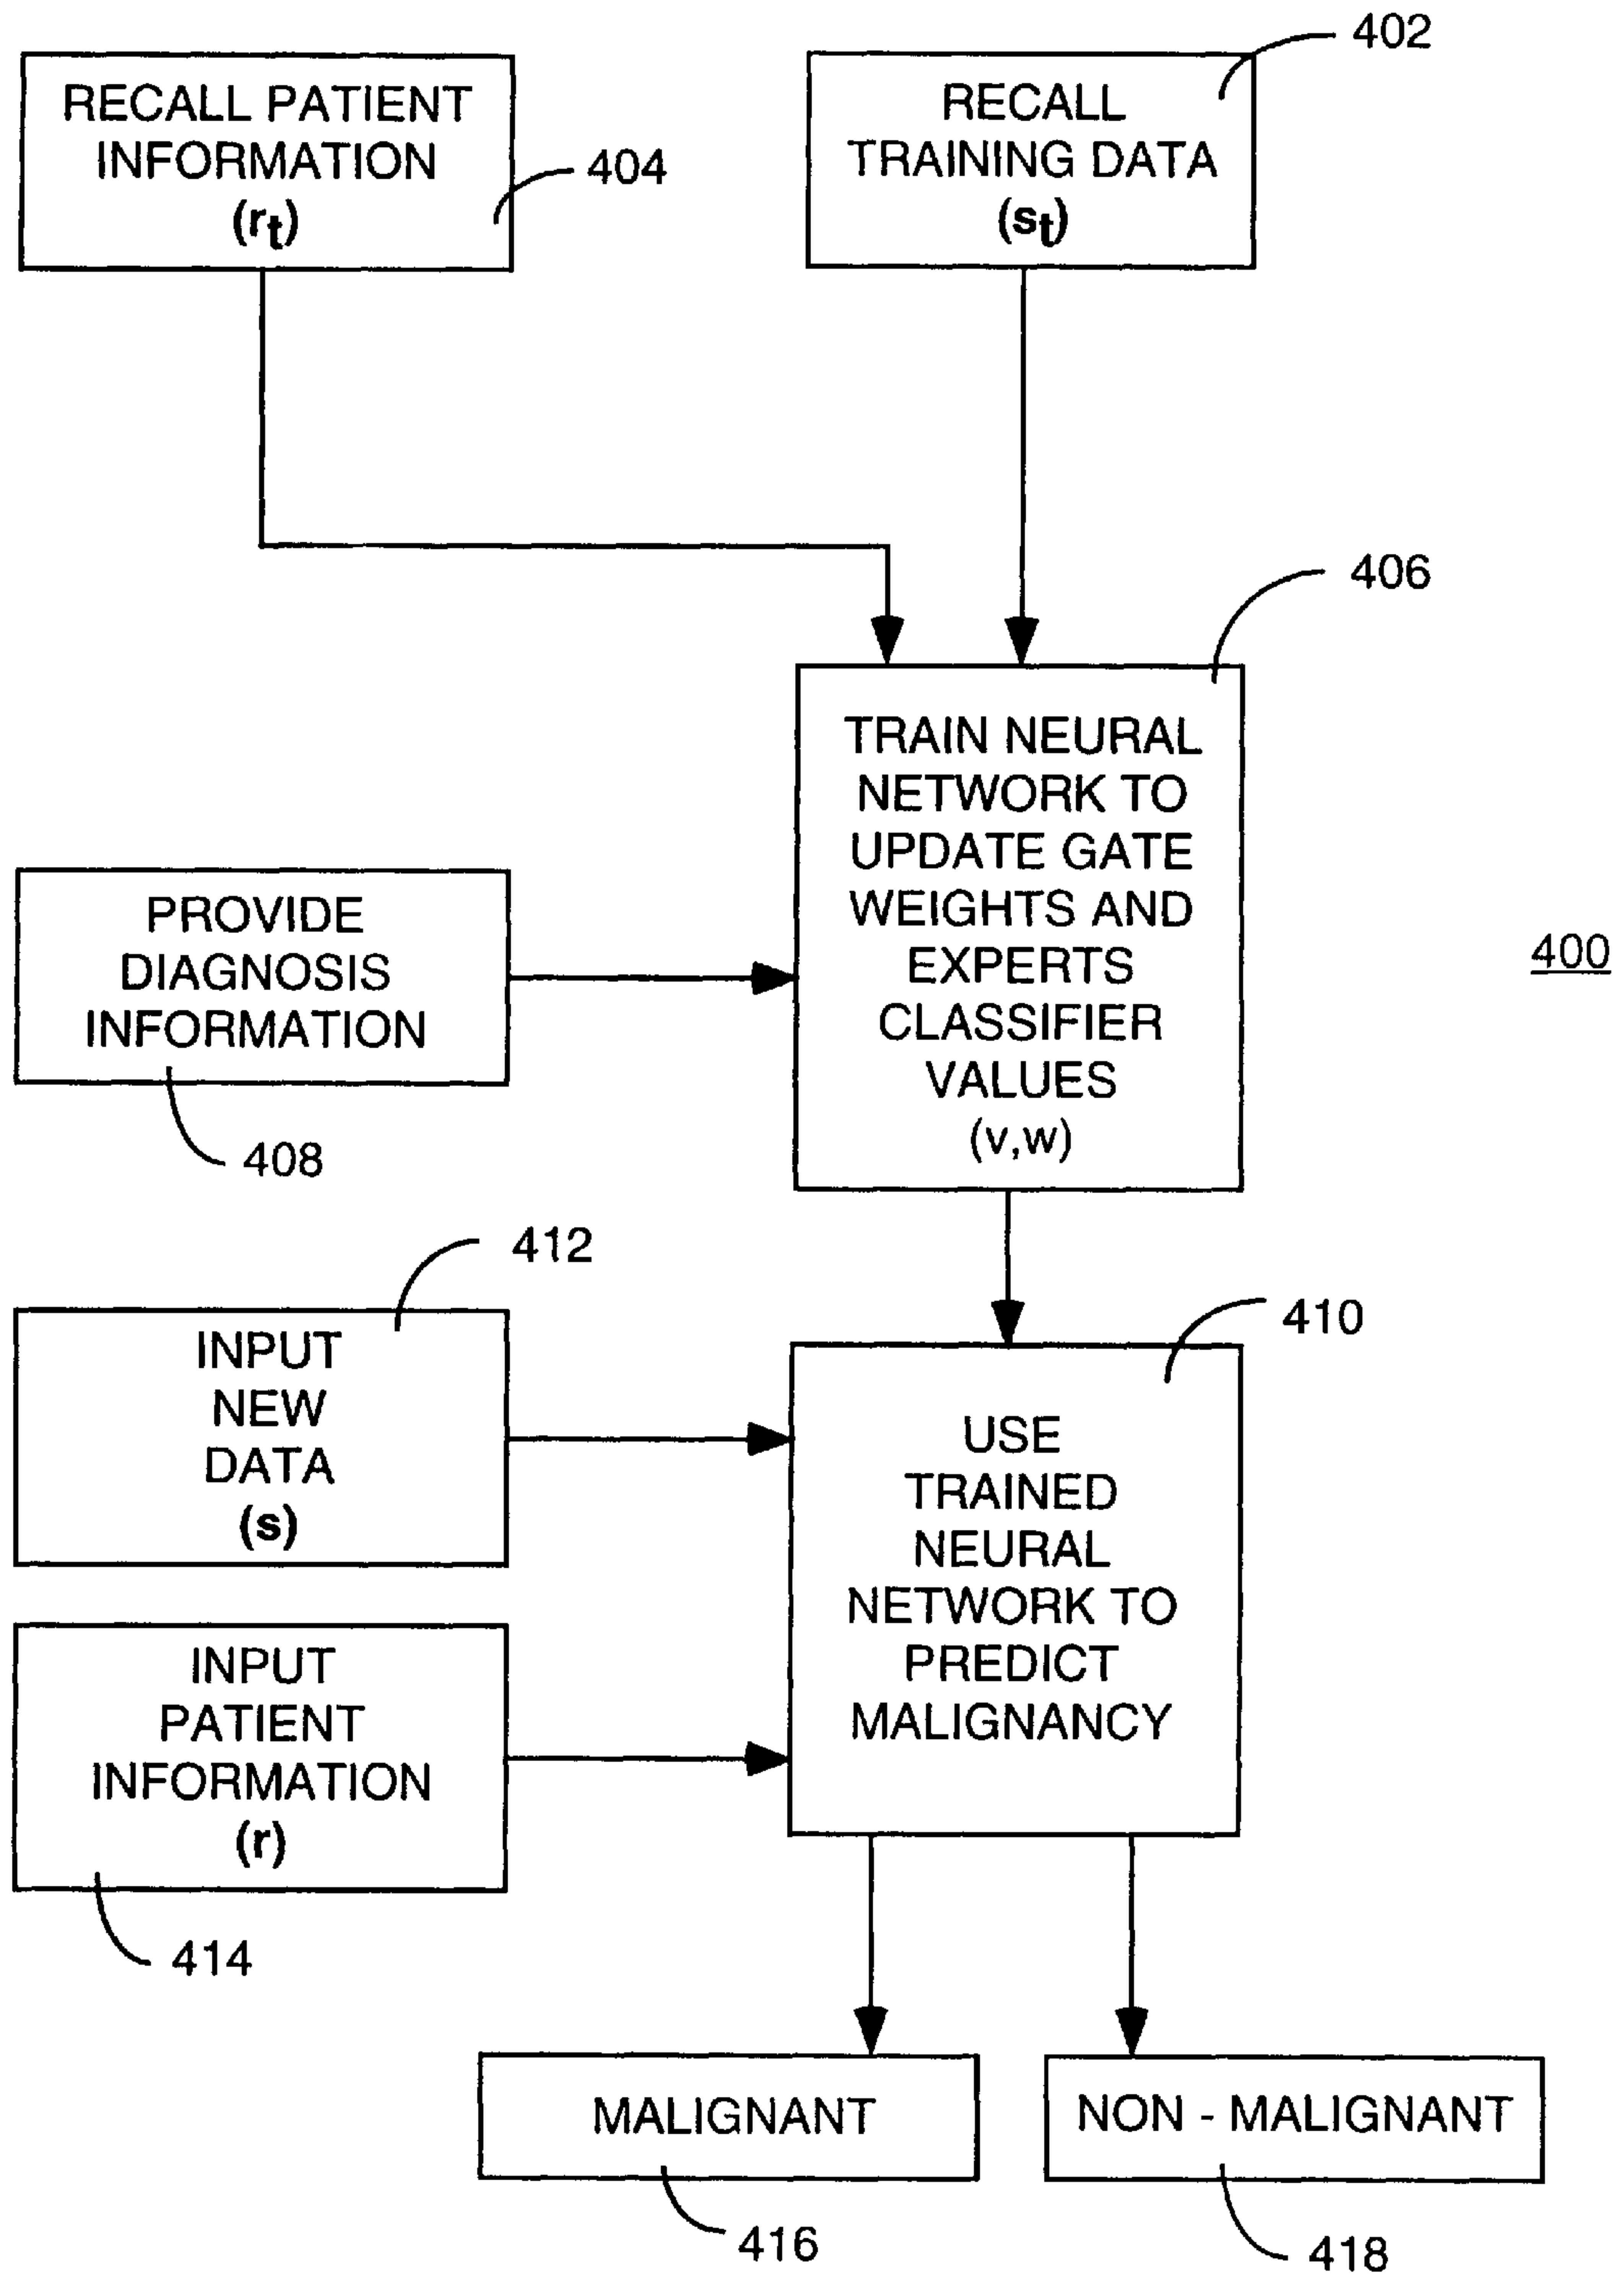 402
RECALL PATIENT
INFORMATION
(rt)
404
RECALL
TRAINING DATA
(st)
406
TRAIN NEURAL
NETWORK TO
UPDATE GATE
WEIGHTS AND
EXPERTS
CLASSIFIER
VALUES
(v,w)
400
PROVIDE
DIAGNOSIS
INFORMATION
408
412
INPUT
NEW
DATA
(s)
410
USE
TRAINED
NEURAL
NETWORK TO
PREDICT
MALIGNANCY
INPUT
PATIENT
INFORMATION
(r)
414
MALIGNANT
NON - MALIGNANT
416
418